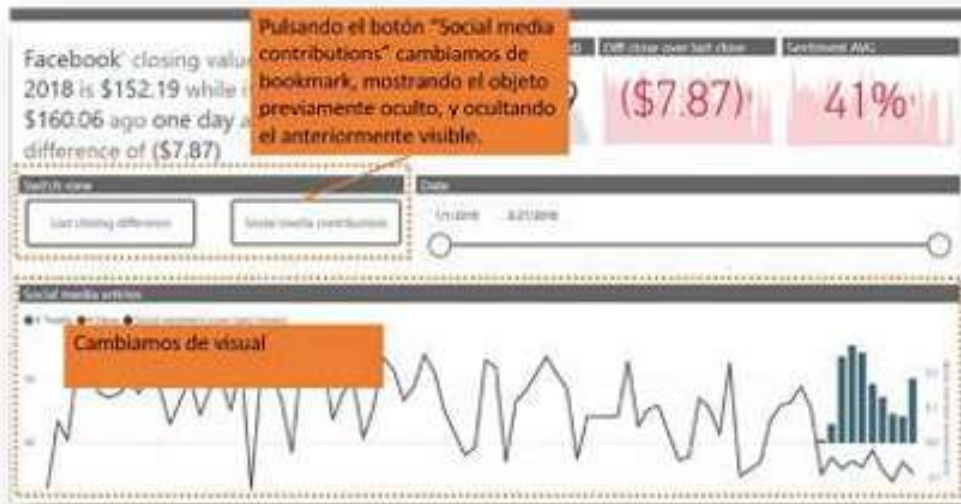 Pulsando el botón "Social media
contributions" cambiamos de
bookmark, mostrando el objeto
previamente oculto, y ocultando
el anteriormente visible.
Facebook closing valu
2018 is $152.19 while
$160.06 ago one day a
difference of ($7.87)
Diff close over last close
($7.87)
Sentiment AVG
41%
Switch view
Last closing difference
Social media contributions
Date
1/1/2018
3/27/2018
Social media entries
Cambiamos de visual